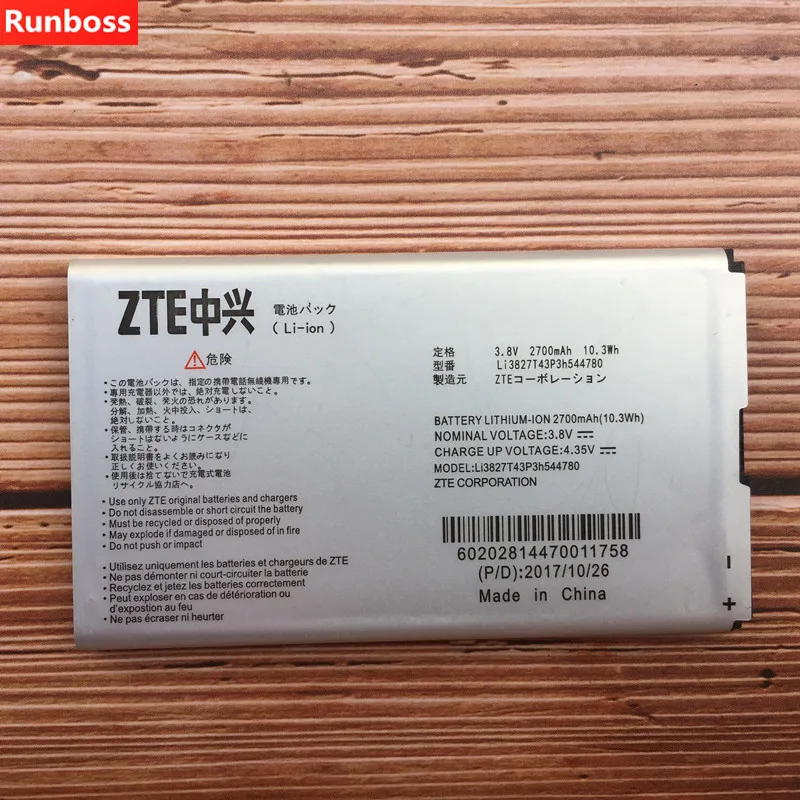 Runboss
ZTE中兴 電池パック
( Li-ion )
危険
• この電池パックは、指定の携帯電話無線機専用です。
• 専用充電器以外では、絶対充電しないこと。
• 発熱、破裂、発火の恐れがあります。
分解、加熱、火中投入、ショートは、
絶対しないこと。
• 保管、携帯する時はコネクタが
ショートはないようにケースなどに
入れること。
• 取扱説明書をよくお読みになり
正しくお使いください。
• 使用後は捨てないで充電式電池
リサイクル協力店へ。
• Use only ZTE original batteries and chargers
• Do not disassemble or short circuit the battery
• Must be recycled or disposed of properly
• May explode if damaged or disposed of in fire
• Do not push or impact
• Utilisez uniquement les batteries et chargeurs de ZTE
• Ne pas démonter ni court-circuiter la batterie
• Recyclez et jetez les batteries correctement
• Peut exploser en cas de détérioration ou
d'exposition au feu
• Ne pas écraser ni heurter
定格 3.8V 2700mAh 10.3Wh
型番 Li3827T43P3h544780
製造元 ZTEコーポレーション
BATTERY LITHIUM-ION 2700mAh(10.3Wh)
NOMINAL VOLTAGE:3.8V
CHARGE UP VOLTAGE:4.35V
MODEL:Li3827T43P3h544780
ZTE CORPORATION
60202814470011758
(P/D):2017/10/26
Made in China
-
+